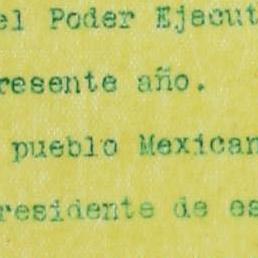 el Poder Ejecut
resente año.
pueblo Mexican
residente de es